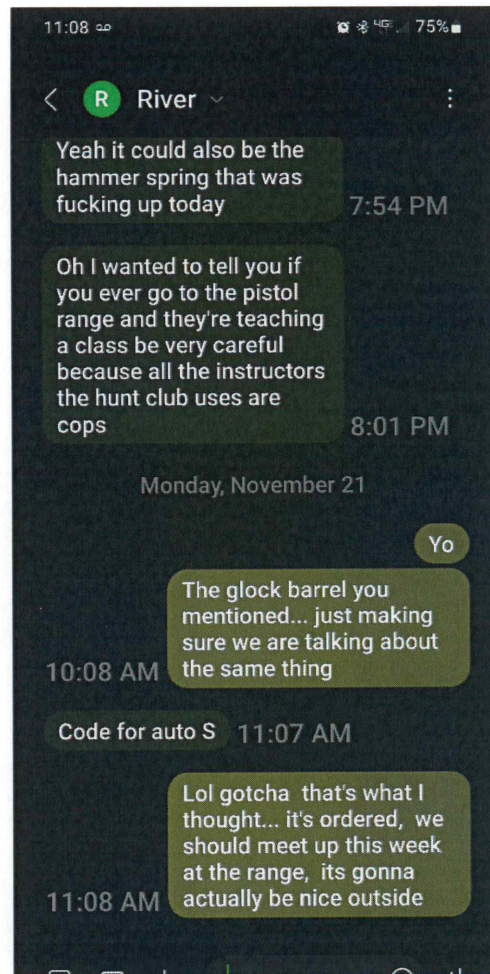 11:08
4G 75%
R River
Yeah it could also be the
hammer spring that was
fucking up today
7:54 PM
Oh I wanted to tell you if
you ever go to the pistol
range and they're teaching
a class be very careful
because all the instructors
the hunt club uses are
cops
8:01 PM
Monday, November 21
Yo
The glock barrel you
mentioned... just making
sure we are talking about
the same thing
10:08 AM
Code for auto S
11:07 AM
Lol gotcha that's what I
thought... it's ordered, we
should meet up this week
at the range, its gonna
actually be nice outside
11:08 AM